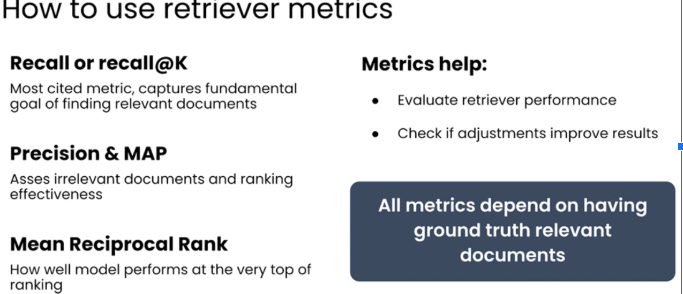 How to use retriever metrics
Recall or recall@K
Most cited metric, captures fundamental
goal of finding relevant documents
Precision & MAP
Asses irrelevant documents and ranking
effectiveness
Mean Reciprocal Rank
How well model performs at the very top of
ranking
Metrics help:
● Evaluate retriever performance
● Check if adjustments improve results
All metrics depend on having
ground truth relevant
documents